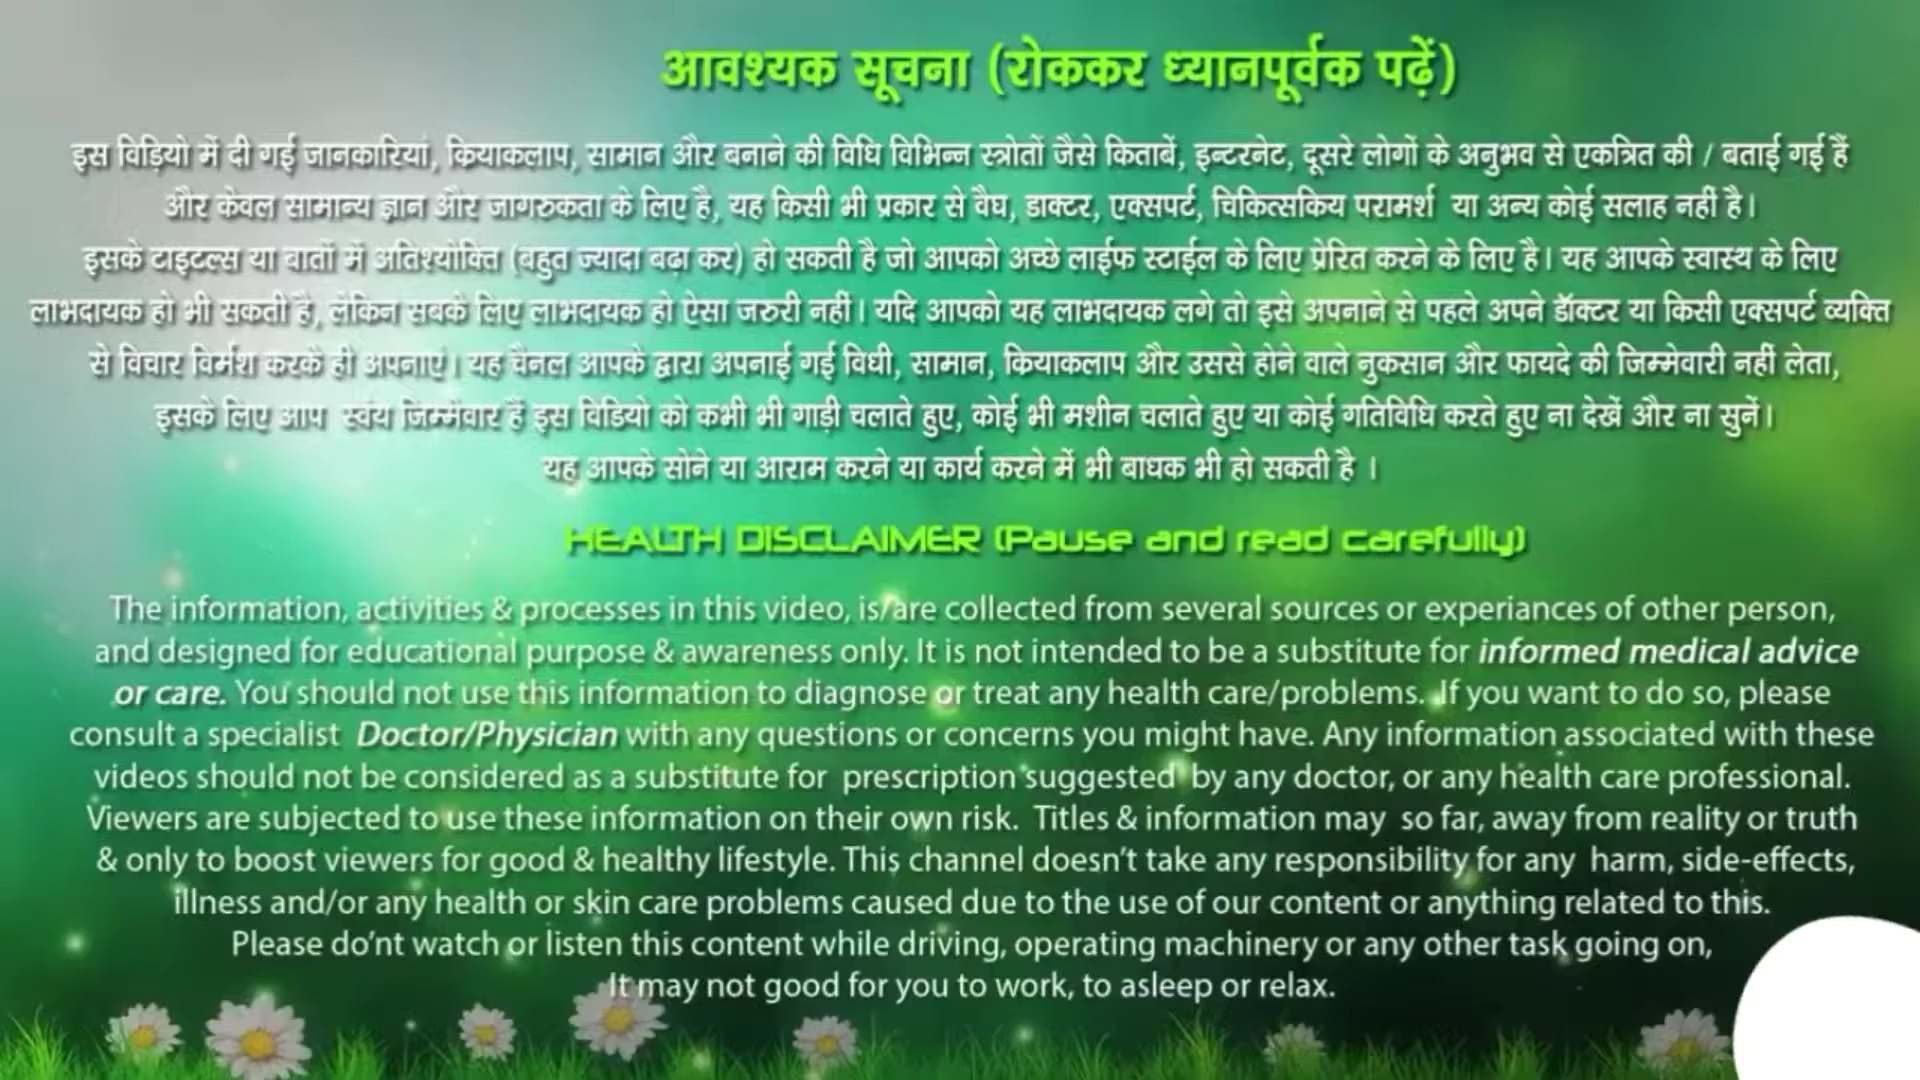 आवश्यक सूचना (रोककर ध्यानपूर्वक पढ़ें)
इस विडियो में दी गई जानकारियां, क्रियाकलाप, सामान और बनाने की विधि विभिन्न स्त्रोतों जैसे किताबें, इन्टरनेट, दूसरे लोगों के अनुभव से एकत्रित की / बताई गई हैं
और केवल सामान्य ज्ञान और जागरुकता के लिए है, यह किसी भी प्रकार से वैघ, डाक्टर, एक्सपर्ट, चिकित्सकिय परामर्श या अन्य कोई सलाह नहीं है।
इसके टाइटल्स या बातों में अतिश्योक्ति (बहुत ज्यादा बढ़ा कर) हो सकती है जो आपको अच्छे लाईफ स्टाईल के लिए प्रेरित करने के लिए है। यह आपके स्वास्थ के लिए
लाभदायक हो भी सकती है, लेकिन सबके लिए लाभदायक हो ऐसा जरुरी नहीं। यदि आपको यह लाभदायक लगे तो इसे अपनाने से पहले अपने डॉक्टर या किसी एक्सपर्ट व्यक्ति
से विचार विर्मश करके ही अपनाएं। यह चैनल आपके द्वारा अपनाई गई विधी, सामान, क्रियाकलाप और उससे होने वाले नुकसान और फायदे की जिम्मेवारी नहीं लेता,
इसके लिए आप स्वंय जिम्मेवार हैं इस विडियो को कभी भी गाड़ी चलाते हुए, कोई भी मशीन चलाते हुए या कोई गतिविधि करते हुए ना देखें और ना सुनें।
यह आपके सोने या आराम करने या कार्य करने में भी बाधक भी हो सकती है ।
HEALTH DISCLAIMER (Pause and read carefully)
The information, activities & processes in this video, is/are collected from several sources or experiances of other person,
and designed for educational purpose & awareness only. It is not intended to be a substitute for informed medical advice
or care. You should not use this information to diagnose or treat any health care/problems. If you want to do so, please
consult a specialist Doctor/Physician with any questions or concerns you might have. Any information associated with these
videos should not be considered as a substitute for prescription suggested by any doctor, or any health care professional.
Viewers are subjected to use these information on their own risk. Titles & information may so far, away from reality or truth
& only to boost viewers for good & healthy lifestyle. This channel doesn't take any responsibility for any harm, side-effects,
illness and/or any health or skin care problems caused due to the use of our content or anything related to this.
Please do'nt watch or listen this content while driving, operating machinery or any other task going on,
It may not good for you to work, to asleep or relax.